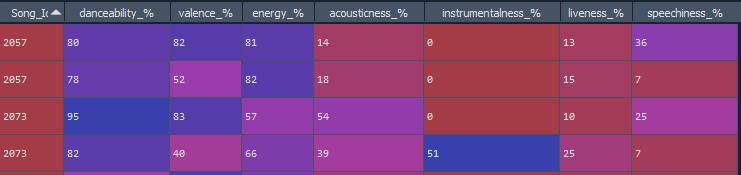 Song_Id danceability_% valence_% energy_% acousticness_% instrumentalness_% liveness_% speechiness_%
2057 80 82 81 14 0 13 36
2057 78 52 82 18 0 15 7
2073 95 83 57 54 0 10 25
2073 82 40 66 39 51 25 7